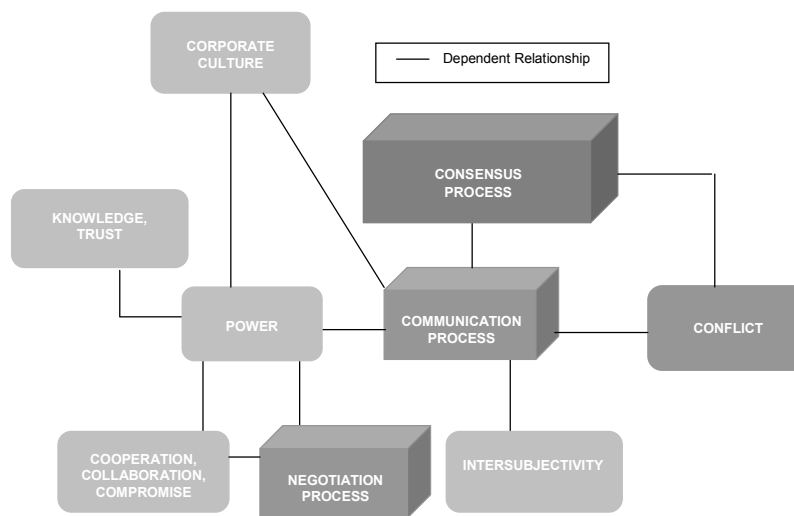 CORPORATE
CULTURE
Dependent Relationship
CONSENSUS
PROCESS
KNOWLEDGE,
TRUST
POWER
COMMUNICATION
PROCESS
CONFLICT
COOPERATION,
COLLABORATION,
COMPROMISE
NEGOTIATION
PROCESS
INTERSUBJECTIVITY